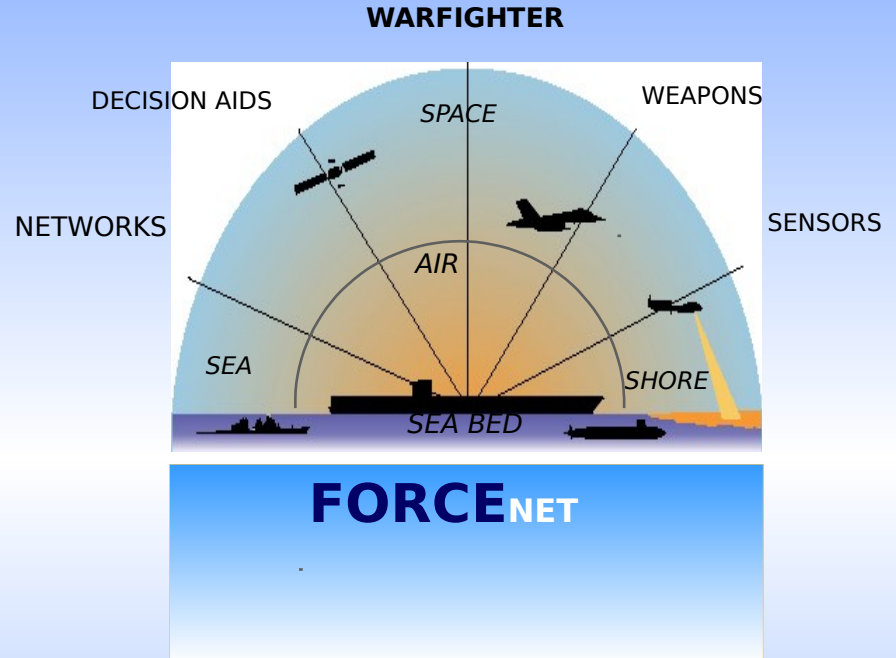 WARFIGHTER
DECISION AIDS
WEAPONS
SPACE
NETWORKS
SENSORS
AIR
SEA
SHORE
SEA BED
FORCENET